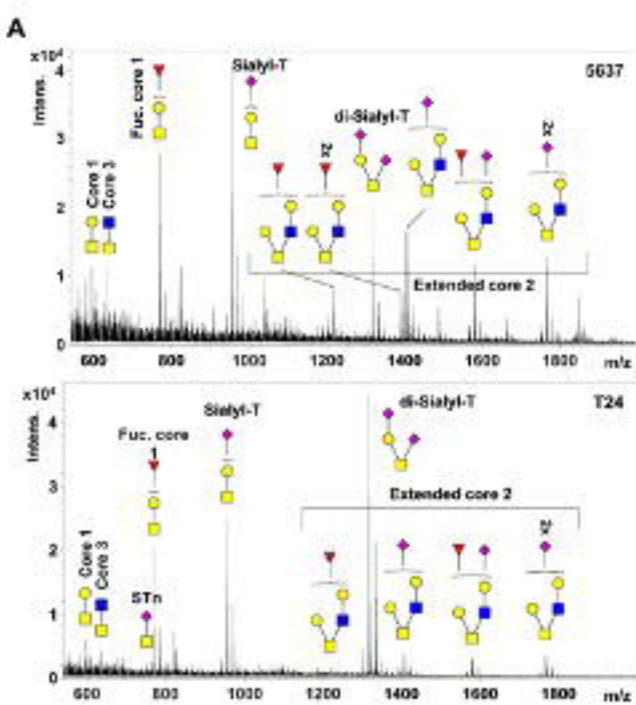 A
x10⁴
5637
Intens.
4
3
2
1
0
Core 1
Core 3
Fuc. core 1
Sialyl-T
2x
di-Sialyl-T
2x
Extended core 2
600
800
1000
1200
1400
1600
1800
m/z
x10⁴
T24
Intens.
4
3
2
1
0
Core 1
Core 3
Fuc. core
1
STn
Sialyl-T
di-Sialyl-T
Extended core 2
2x
600
800
1000
1200
1400
1600
1800
m/z